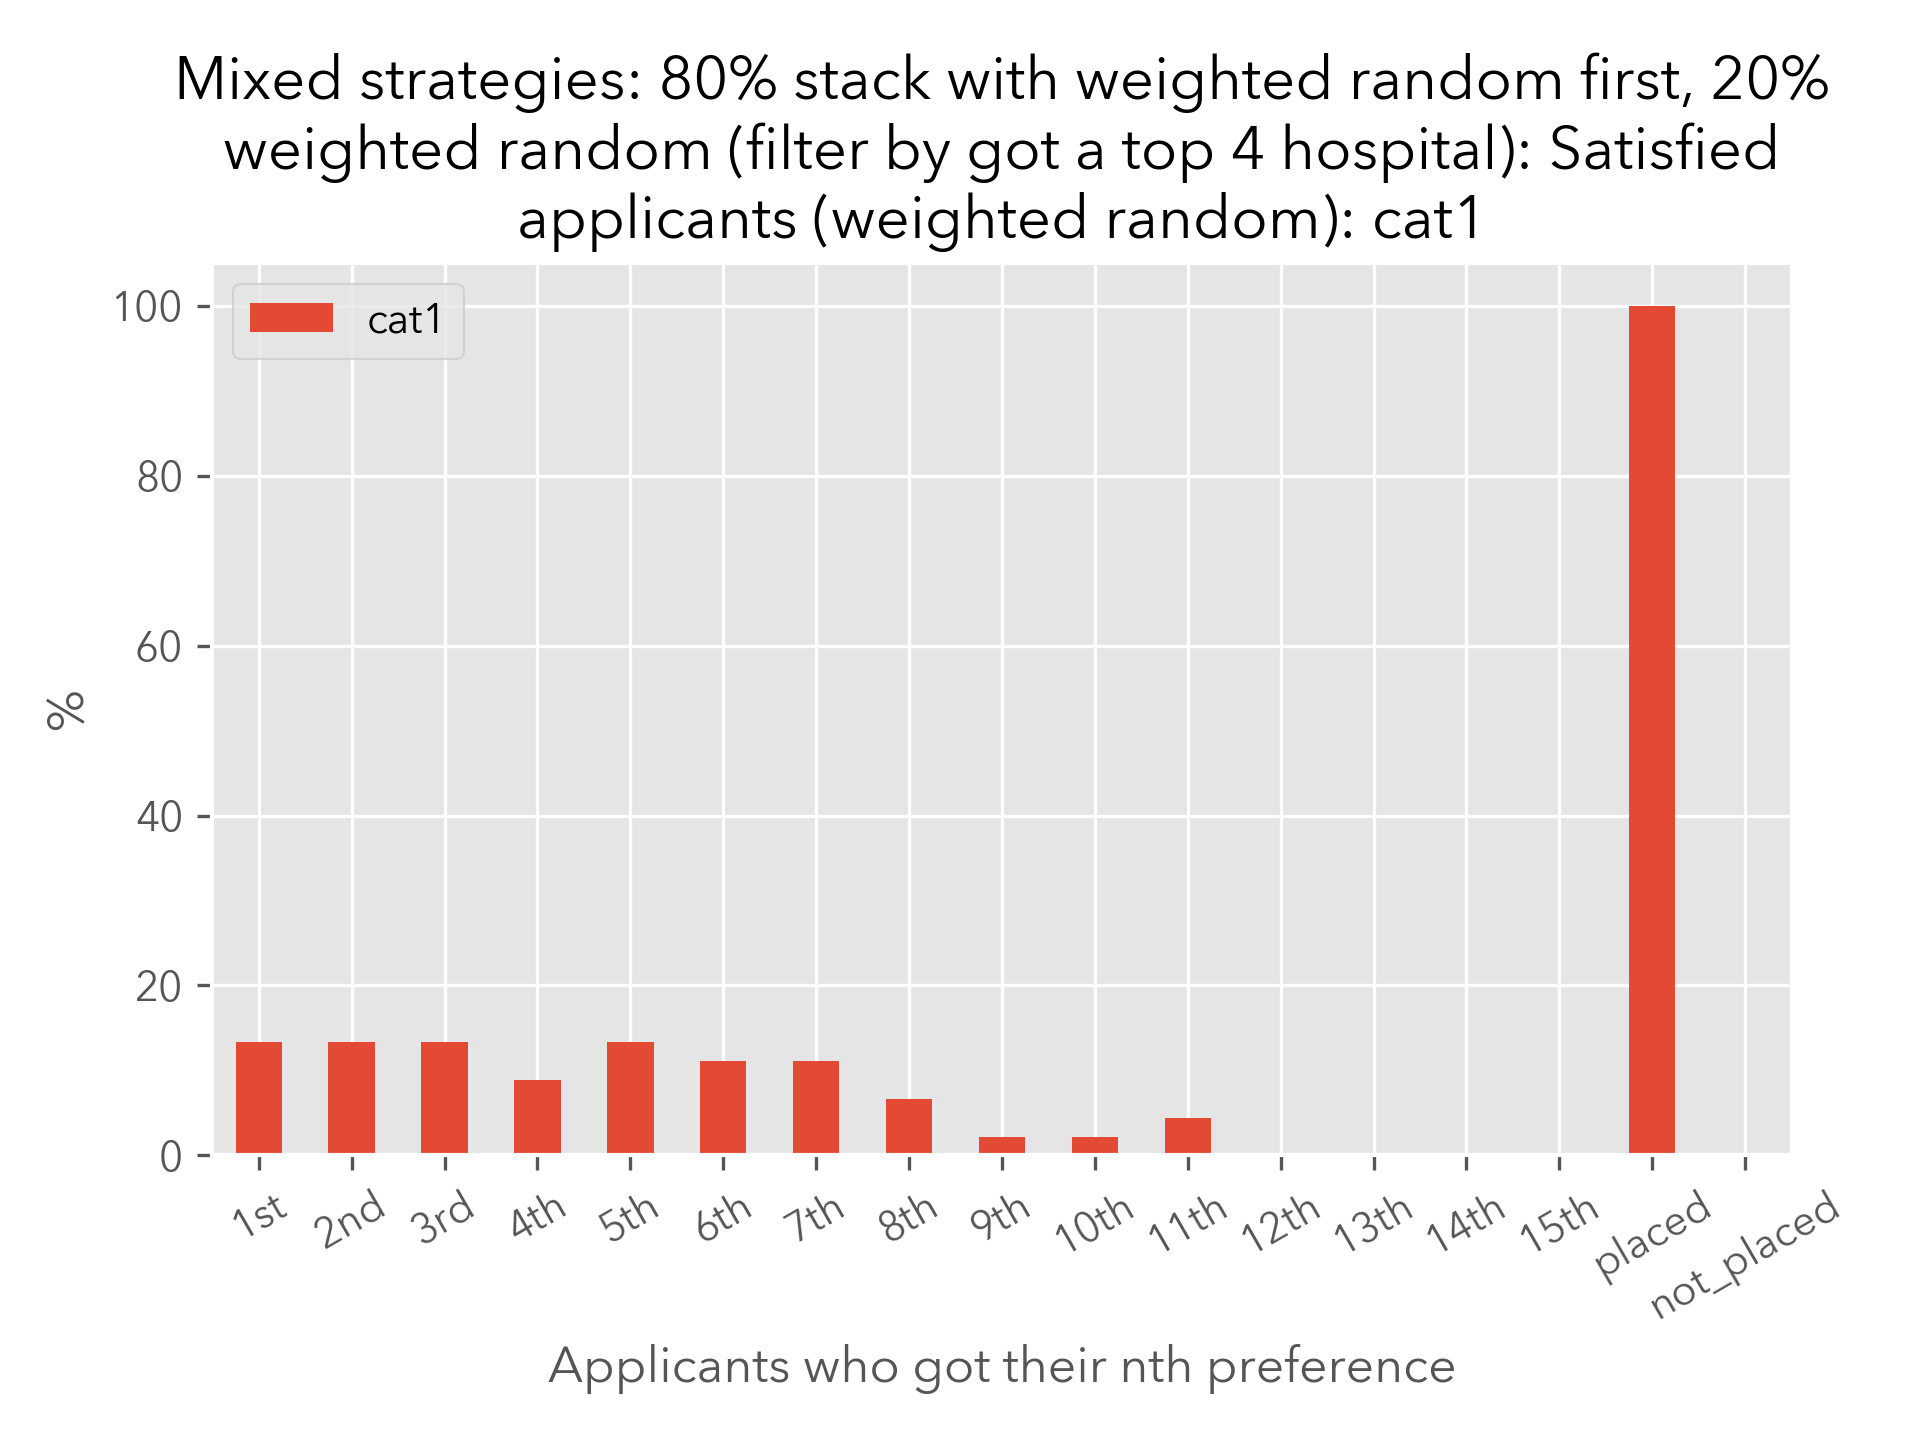 Mixed strategies: 80% stack with weighted random first, 20%
weighted random (filter by got a top 4 hospital): Satisfied
applicants (weighted random): cat1
cat1
100
80
60
40
20
0
%
1st
2nd
3rd
4th
5th
6th
7th
8th
9th
10th
11th
12th
13th
14th
15th
placed
not_placed
Applicants who got their nth preference